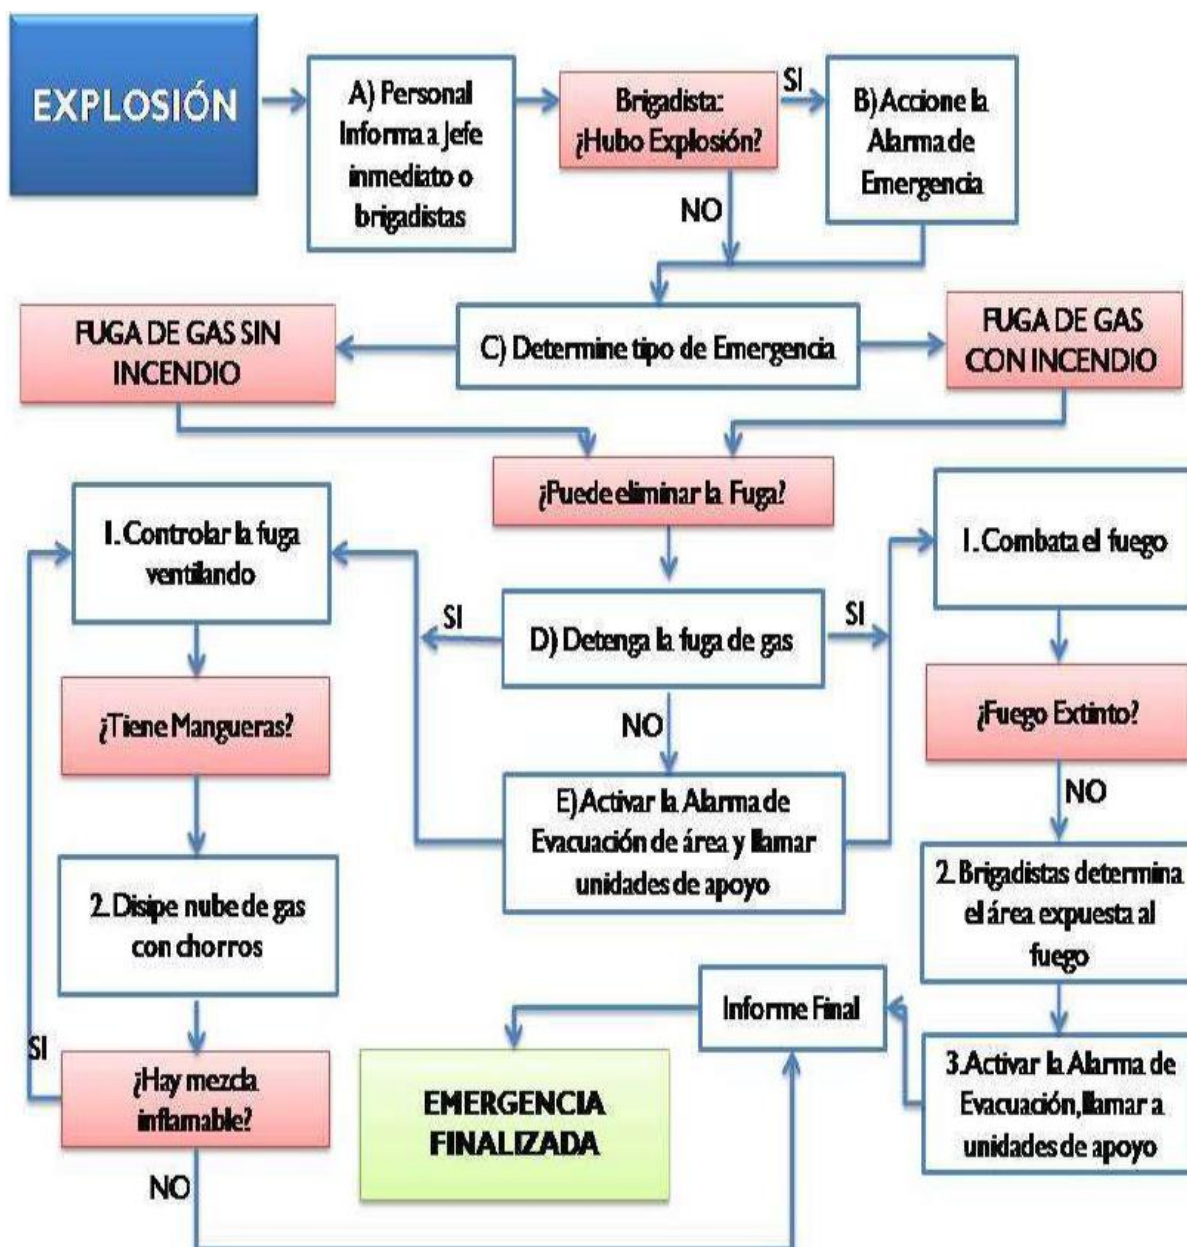 EXPLOSIÓN
A) Personal
Informa a Jefe
inmediato o
brigadistas
Brigadista:
¿Hubo Explosión?
SI
B) Accione la
Alarma de
Emergencia
NO
FUGA DE GAS SIN
INCENDIO
C) Determine tipo de Emergencia
FUGA DE GAS
CON INCENDIO
¿Puede eliminar la Fuga?
1. Controlar la fuga
ventilando
1. Combata el fuego
SI
D) Detenga la fuga de gas
SI
¿Tiene Mangueras?
NO
¿Fuego Extinto?
E) Activar la Alarma de
Evacuación de área y llamar
unidades de apoyo
NO
2. Disipe nube de gas
con chorros
2. Brigadistas determina
el área expuesta al
fuego
Informe Final
SI
¿Hay mezcla
inflamable?
EMERGENCIA
FINALIZADA
3. Activar la Alarma de
Evacuación, llamar a
unidades de apoyo
NO